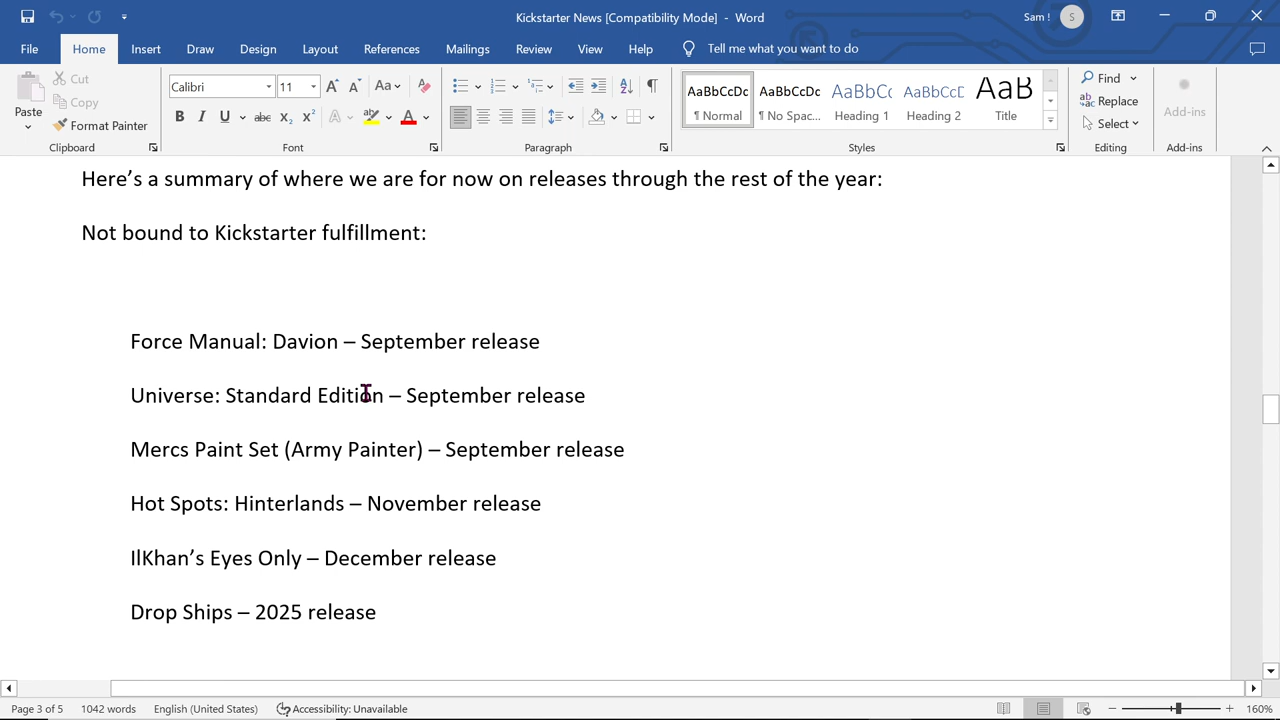 Kickstarter News [Compatibility Mode] - Word
Sam !
S
File Home Insert Draw Design Layout References Mailings Review View Help Tell me what you want to do
Paste
Cut
Copy
Format Painter
Clipboard
Calibri 11 A A Aa A
B I U abc x₂ x² A A
Font
Paragraph
AaBbCcDc AaBbCcDc AaBbCc AaBbCcD AaB
¶ Normal ¶ No Spac... Heading 1 Heading 2 Title
Styles
Find
Replace
Select
Editing
Add-ins
Add-ins
Here’s a summary of where we are for now on releases through the rest of the year:
Not bound to Kickstarter fulfillment:
Force Manual: Davion – September release
Universe: Standard Edition – September release
Mercs Paint Set (Army Painter) – September release
Hot Spots: Hinterlands – November release
IlKhan’s Eyes Only – December release
Drop Ships – 2025 release
Page 3 of 5 1042 words English (United States) Accessibility: Unavailable 160%